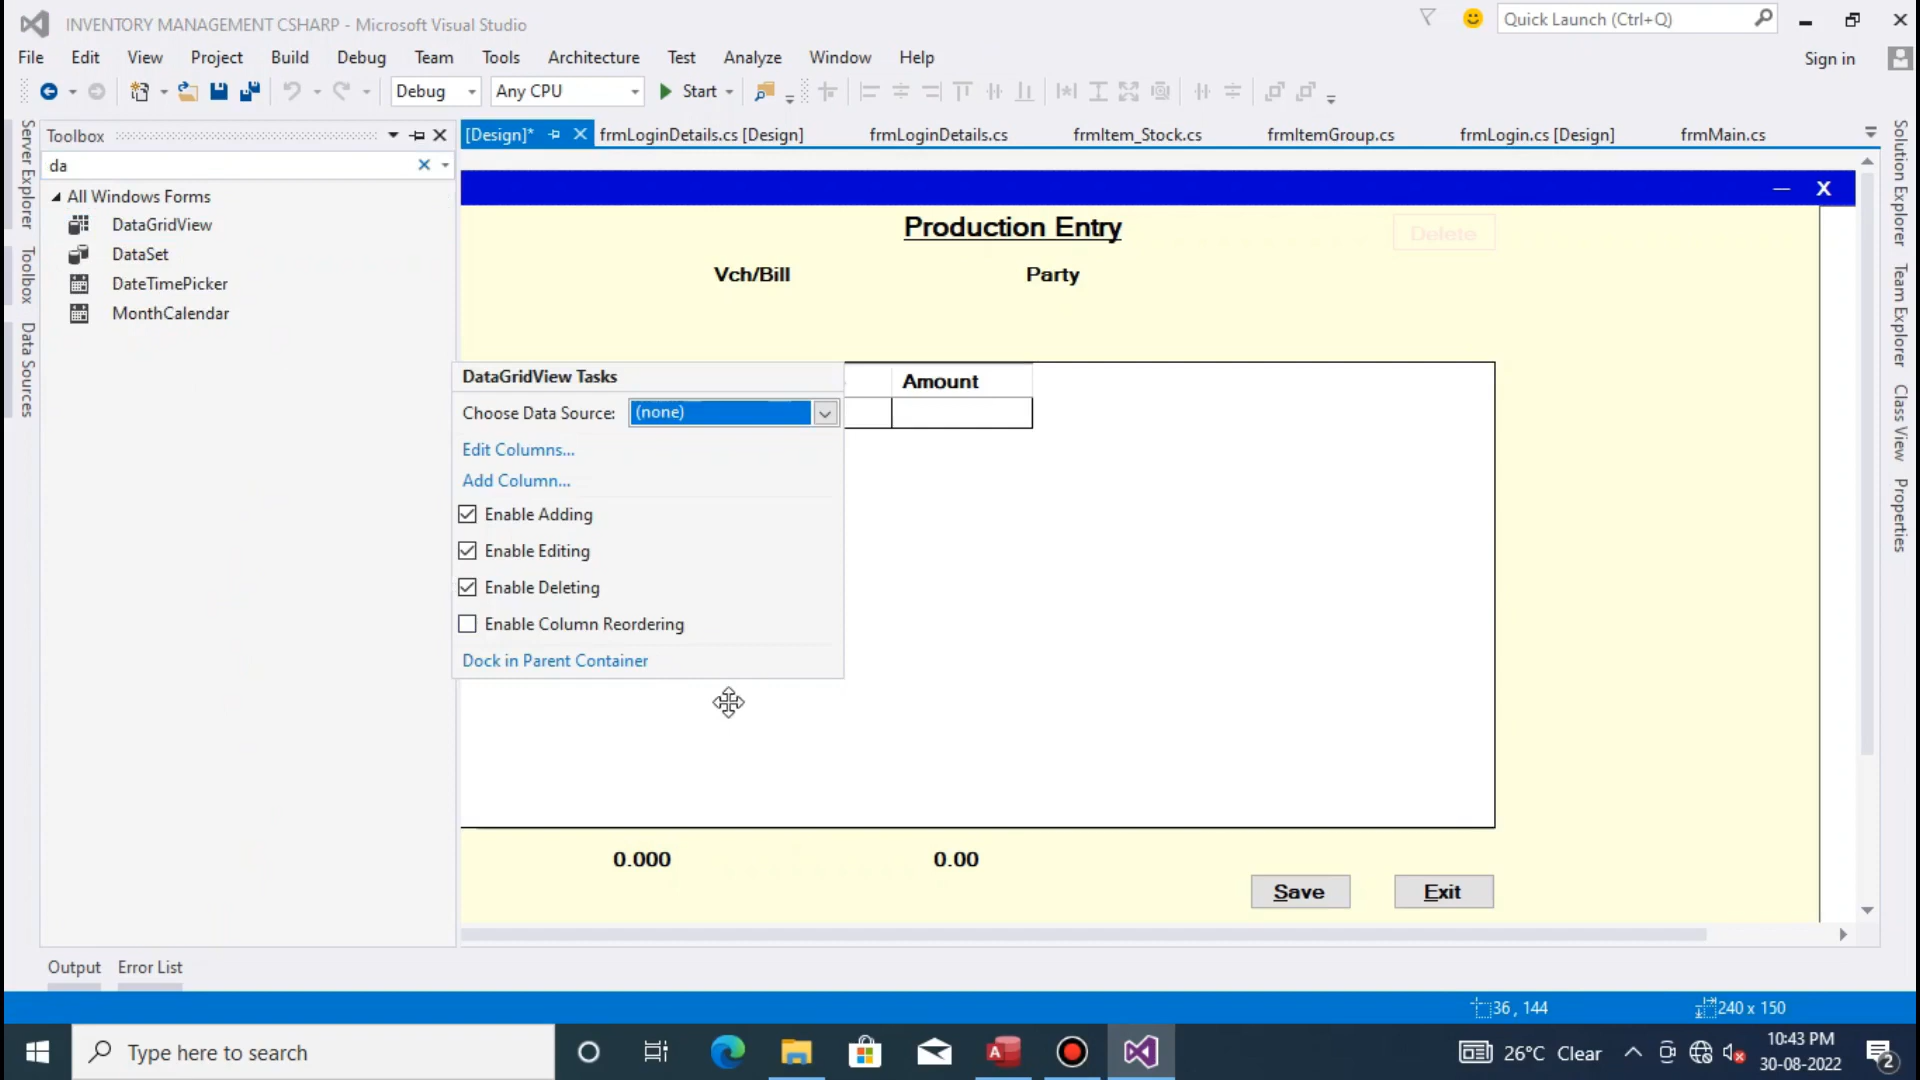 INVENTORY MANAGEMENT CSHARP - Microsoft Visual Studio
Quick Launch (Ctrl+Q)
File Edit View Project Build Debug Team Tools Architecture Test Analyze Window Help
Sign in
Debug Any CPU Start
Server Explorer
Toolbox
Data Sources
Toolbox
da
All Windows Forms
DataGridView
DataSet
DateTimePicker
MonthCalendar
[Design]* frmLoginDetails.cs [Design] frmLoginDetails.cs frmItem_Stock.cs frmItemGroup.cs frmLogin.cs [Design] frmMain.cs
X
Production Entry
Delete
Vch/Bill Party
Amount
DataGridView Tasks
Choose Data Source: (none)
Edit Columns...
Add Column...
Enable Adding
Enable Editing
Enable Deleting
Enable Column Reordering
Dock in Parent Container
0.000 0.00
Save Exit
Solution Explorer
Team Explorer
Class View
Properties
Output Error List
36 , 144 240 x 150
Type here to search
A
26°C Clear
10:43 PM
30-08-2022
2